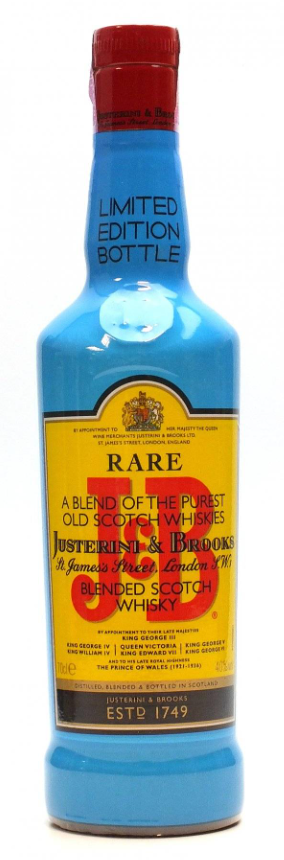 JUSTERINI & BROOKS
LIMITED
EDITION
BOTTLE
BY APPOINTMENT TO HER MAJESTY THE QUEEN
WINE MERCHANTS JUSTERINI & BROOKS LTD.
ST. JAMES'S STREET, LONDON, ENGLAND
RARE
J&B
A BLEND OF THE PUREST
OLD SCOTCH WHISKIES
JUSTERINI & BROOKS
St. James's Street, London S.W.1
BLENDED SCOTCH
WHISKY
®
BY APPOINTMENT TO THEIR LATE MAJESTIES
KING GEORGE III
KING GEORGE IV | QUEEN VICTORIA | KING GEORGE V
KING WILLIAM IV | KING EDWARD VII | KING GEORGE VI
AND TO HIS LATE ROYAL HIGHNESS
70cl e THE PRINCE OF WALES (1921-1936) 40%
DISTILLED, BLENDED & BOTTLED IN SCOTLAND
JUSTERINI & BROOKS
ESTD 1749